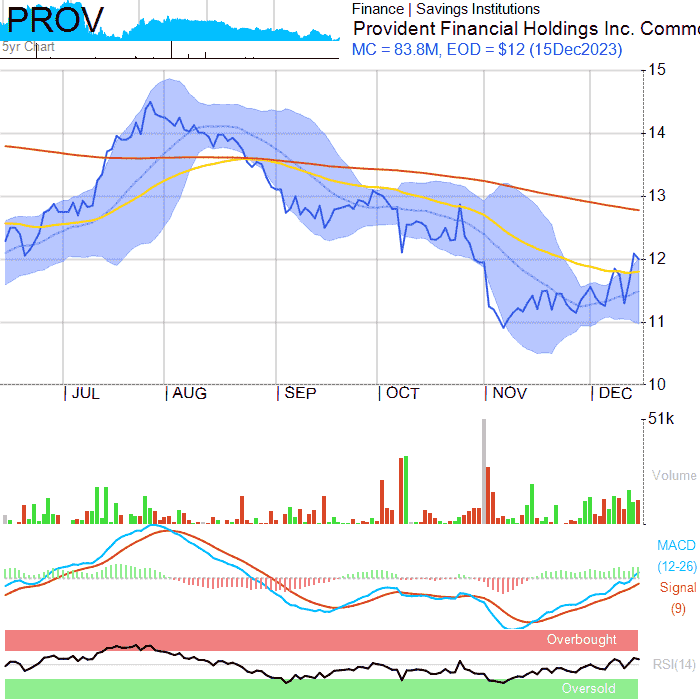 PROV
5yr Chart
Finance | Savings Institutions
Provident Financial Holdings Inc. Commo
MC = 83.8M, EOD = $12 (15Dec2023)
15
14
13
12
11
10
JUL AUG SEP OCT NOV DEC
51k
Volume
MACD
(12-26)
Signal
(9)
Overbought
RSI(14)
Oversold